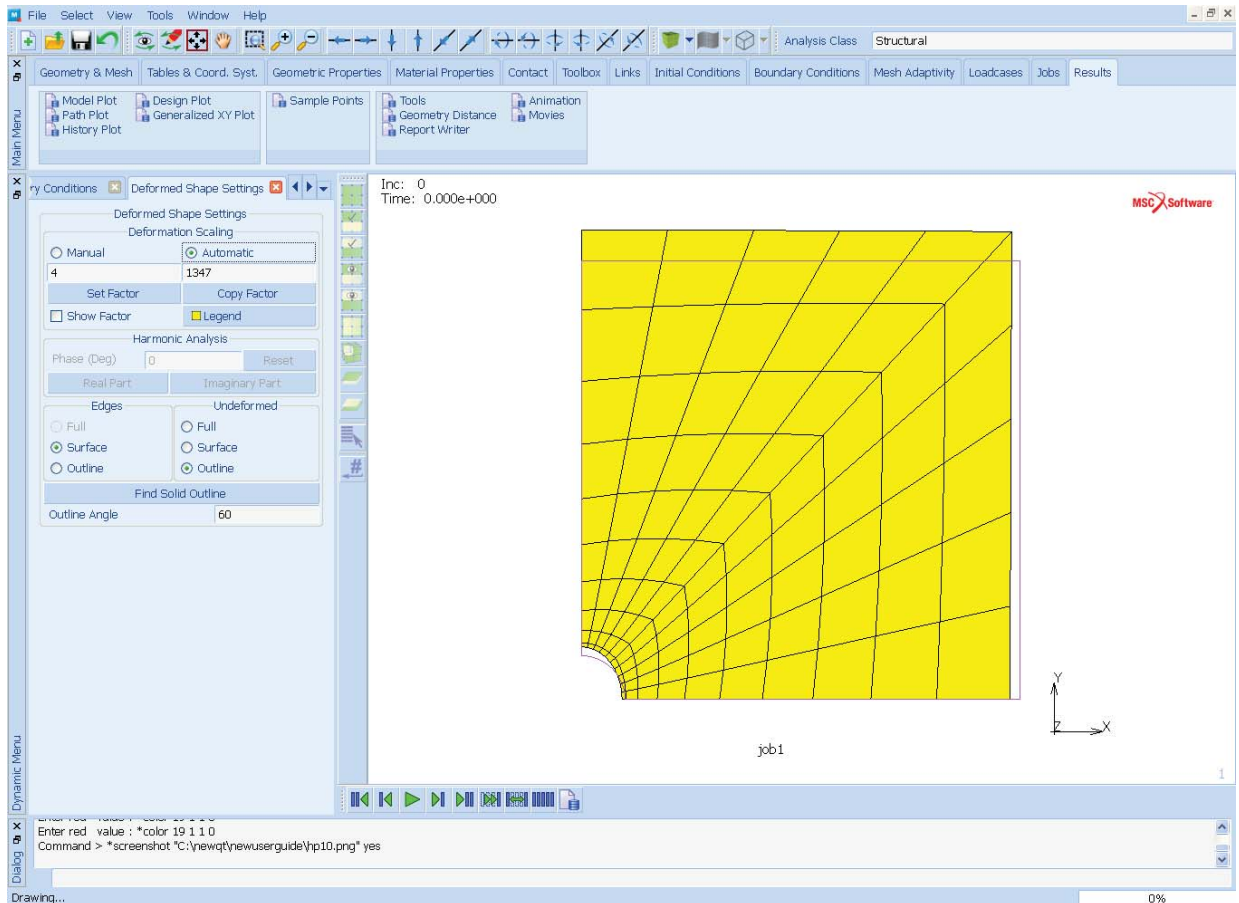 File Select View Tools Window Help
Analysis Class Structural
Geometry & Mesh Tables & Coord. Syst. Geometric Properties Material Properties Contact Toolbox Links Initial Conditions Boundary Conditions Mesh Adaptivity Loadcases Jobs Results
Model Plot Design Plot Sample Points Tools Animation
Path Plot Generalized XY Plot Geometry Distance Movies
History Plot Report Writer
Main Menu
ry Conditions Deformed Shape Settings
Inc: 0
Time: 0.000e+000
MSC Software
Deformed Shape Settings
Deformation Scaling
Manual Automatic
4 1347
Set Factor Copy Factor
Show Factor Legend
Harmonic Analysis
Phase (Deg) 0 Reset
Real Part Imaginary Part
Edges Undeformed
Full Full
Surface Surface
Outline Outline
Find Solid Outline
Outline Angle 60
#
Y
Z X
job1
1
Dynamic Menu
Enter red value : *color 19 1 1 0
Command > *screenshot "C:\newqt\newuserguide\hp10.png" yes
Dialog
Drawing... 0%